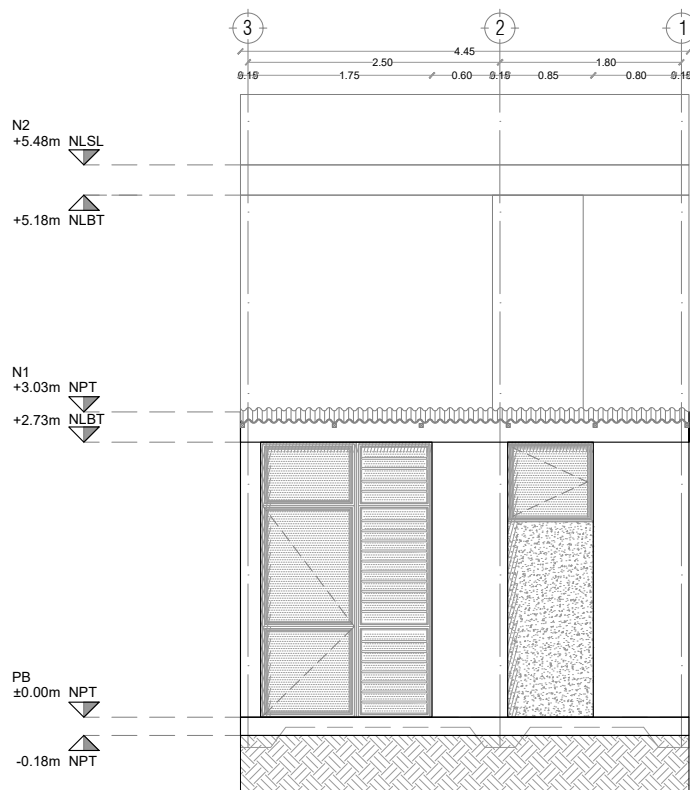 3 2 1
4.45
2.50 1.80
0.15 1.75 0.60 0.15 0.85 0.80 0.15
N2
+5.48m NLSL
+5.18m NLBT
N1
+3.03m NPT
+2.73m NLBT
PB
±0.00m NPT
-0.18m NPT